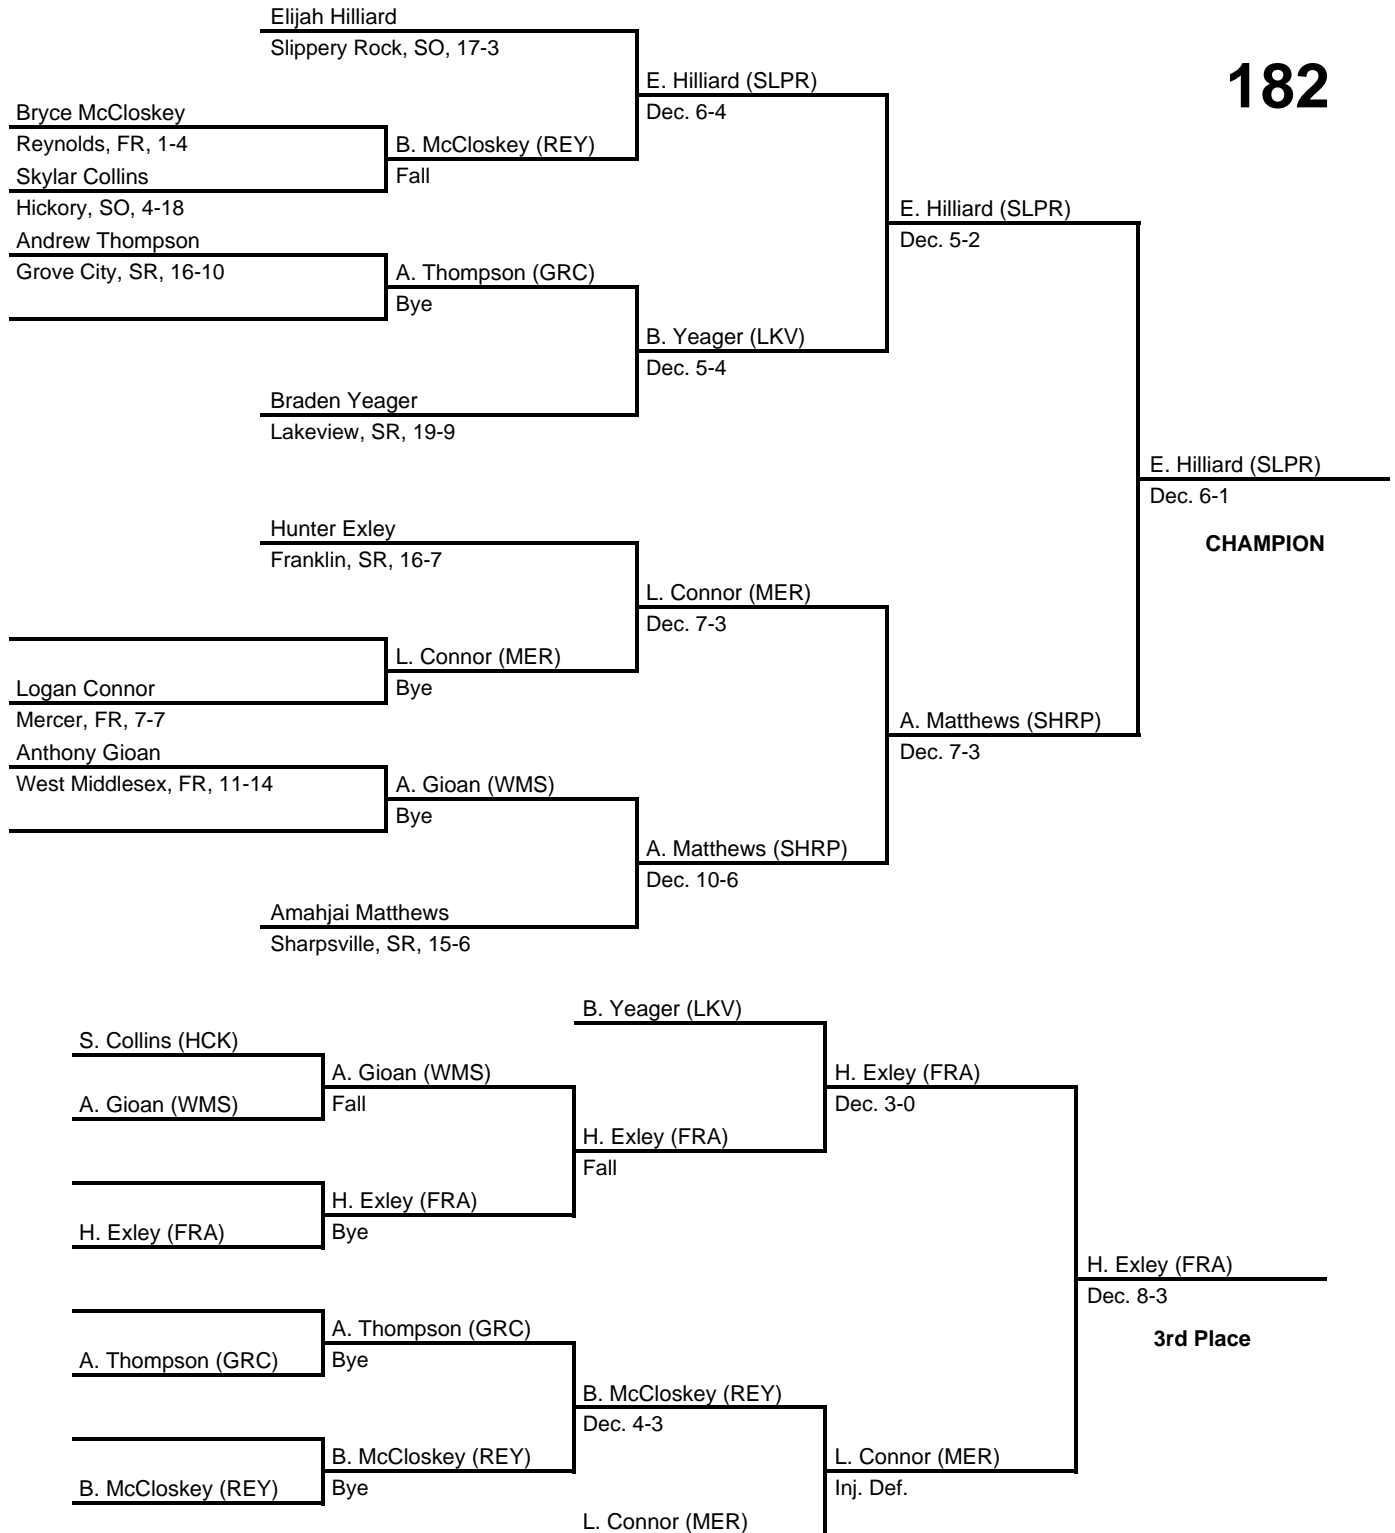 Elijah Hilliard
Slippery Rock, SO, 17-3
182
E. Hilliard (SLPR)
Dec. 6-4
Bryce McCloskey
Reynolds, FR, 1-4
B. McCloskey (REY)
Fall
Skylar Collins
Hickory, SO, 4-18
E. Hilliard (SLPR)
Dec. 5-2
Andrew Thompson
Grove City, SR, 16-10
A. Thompson (GRC)
Bye
B. Yeager (LKV)
Dec. 5-4
Braden Yeager
Lakeview, SR, 19-9
E. Hilliard (SLPR)
Dec. 6-1
CHAMPION
Hunter Exley
Franklin, SR, 16-7
L. Connor (MER)
Dec. 7-3
L. Connor (MER)
Bye
Logan Connor
Mercer, FR, 7-7
A. Matthews (SHRP)
Dec. 7-3
Anthony Gioan
West Middlesex, FR, 11-14
A. Gioan (WMS)
Bye
A. Matthews (SHRP)
Dec. 10-6
Amahjai Matthews
Sharpsville, SR, 15-6
B. Yeager (LKV)
S. Collins (HCK)
A. Gioan (WMS)
Fall
A. Gioan (WMS)
H. Exley (FRA)
Dec. 3-0
H. Exley (FRA)
Fall
H. Exley (FRA)
Bye
H. Exley (FRA)
H. Exley (FRA)
Dec. 8-3
3rd Place
A. Thompson (GRC)
Bye
A. Thompson (GRC)
B. McCloskey (REY)
Dec. 4-3
B. McCloskey (REY)
Bye
B. McCloskey (REY)
L. Connor (MER)
Inj. Def.
L. Connor (MER)